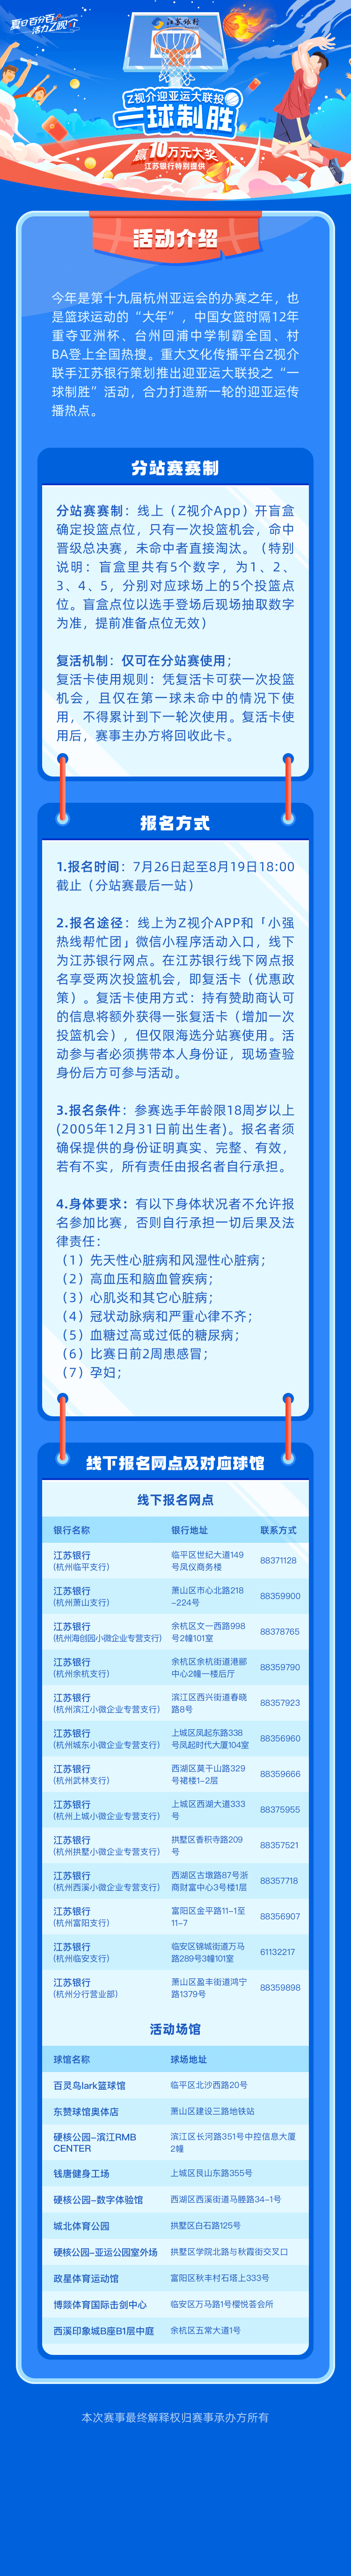 夏日百分百
活力Z视介
江苏银行
Z视介迎亚运大联投
一球制胜
赢10万元大奖
江苏银行特别提供
活动介绍
今年是第十九届杭州亚运会的办赛之年，也
是篮球运动的“大年”，中国女篮时隔12年
重夺亚洲杯、台州回浦中学制霸全国、村
BA登上全国热搜。重大文化传播平台Z视介
联手江苏银行策划推出迎亚运大联投之“一
球制胜”活动，合力打造新一轮的迎亚运传
播热点。
分站赛赛制
分站赛赛制：线上（Z视介App）开盲盒
确定投篮点位，只有一次投篮机会，命中
晋级总决赛，未命中者直接淘汰。（特别
说明：盲盒里共有5个数字，为1、2、
3、4、5，分别对应球场上的5个投篮点
位。盲盒点位以选手登场后现场抽取数字
为准，提前准备点位无效）
复活机制：仅可在分站赛使用；
复活卡使用规则：凭复活卡可获一次投篮
机会，且仅在第一球未命中的情况下使
用，不得累计到下一轮次使用。复活卡使
用后，赛事主办方将回收此卡。
报名方式
1.报名时间：7月26日起至8月19日18:00
截止（分站赛最后一站）
2.报名途径：线上为Z视介APP和「小强
热线帮忙团」微信小程序活动入口，线下
为江苏银行网点。在江苏银行线下网点报
名享受两次投篮机会，即复活卡（优惠政
策）。复活卡使用方式：持有赞助商认可
的信息将额外获得一张复活卡（增加一次
投篮机会），但仅限海选分站赛使用。活
动参与者必须携带本人身份证，现场查验
身份后方可参与活动。
3.报名条件：参赛选手年龄限18周岁以上
(2005年12月31日前出生者)。报名者须
确保提供的身份证明真实、完整、有效，
若有不实，所有责任由报名者自行承担。
4.身体要求：有以下身体状况者不允许报
名参加比赛，否则自行承担一切后果及法
律责任：
（1）先天性心脏病和风湿性心脏病；
（2）高血压和脑血管疾病；
（3）心肌炎和其它心脏病；
（4）冠状动脉病和严重心律不齐；
（5）血糖过高或过低的糖尿病；
（6）比赛日前2周患感冒；
（7）孕妇；
线下报名网点及对应球馆
线下报名网点
银行名称 银行地址 联系方式
江苏银行 临平区世纪大道149
(杭州临平支行) 号凤仪商务楼 88371128
江苏银行 萧山区市心北路218
(杭州萧山支行) -224号 88359900
江苏银行 余杭区文一西路998
(杭州海创园小微企业专营支行) 号2幢101室 88378765
江苏银行 余杭区余杭街道港郦
(杭州余杭支行) 中心2幢一楼后厅 88359790
江苏银行 滨江区西兴街道春晓
(杭州滨江小微企业专营支行) 路8号 88357923
江苏银行 上城区凤起东路338
(杭州城东小微企业专营支行) 号凤起时代大厦104室 88356960
江苏银行 西湖区莫干山路329
(杭州武林支行) 号裙楼1-2层 88359666
江苏银行 上城区西湖大道333
(杭州上城小微企业专营支行) 号 88375955
江苏银行 拱墅区香积寺路209
(杭州拱墅小微企业专营支行) 号 88357521
江苏银行 西湖区古墩路87号浙
(杭州西溪小微企业专营支行) 商财富中心3号楼1层 88357718
江苏银行 富阳区金平路11-1至
(杭州富阳支行) 11-7 88356907
江苏银行 临安区锦城街道万马
(杭州临安支行) 路289号3幢101室 61132217
江苏银行 萧山区盈丰街道鸿宁
(杭州分行营业部) 路1379号 88359898
活动场馆
球馆名称 球场地址
百灵鸟lark篮球馆 临平区北沙西路20号
东赞球馆奥体店 萧山区建设三路地铁站
硬核公园-滨江RMB CENTER 滨江区长河路351号中控信息大厦2幢
钱唐健身工场 上城区艮山东路355号
硬核公园-数字体验馆 西湖区西溪街道马塍路34-1号
城北体育公园 拱墅区白石路125号
硬核公园-亚运公园室外场 拱墅区学院北路与秋霞街交叉口
政星体育运动馆 富阳区秋丰村石塔上333号
博颢体育国际击剑中心 临安区万马路1号樱悦荟会所
西溪印象城B座B1层中庭 余杭区五常大道1号
本次赛事最终解释权归赛事承办方所有